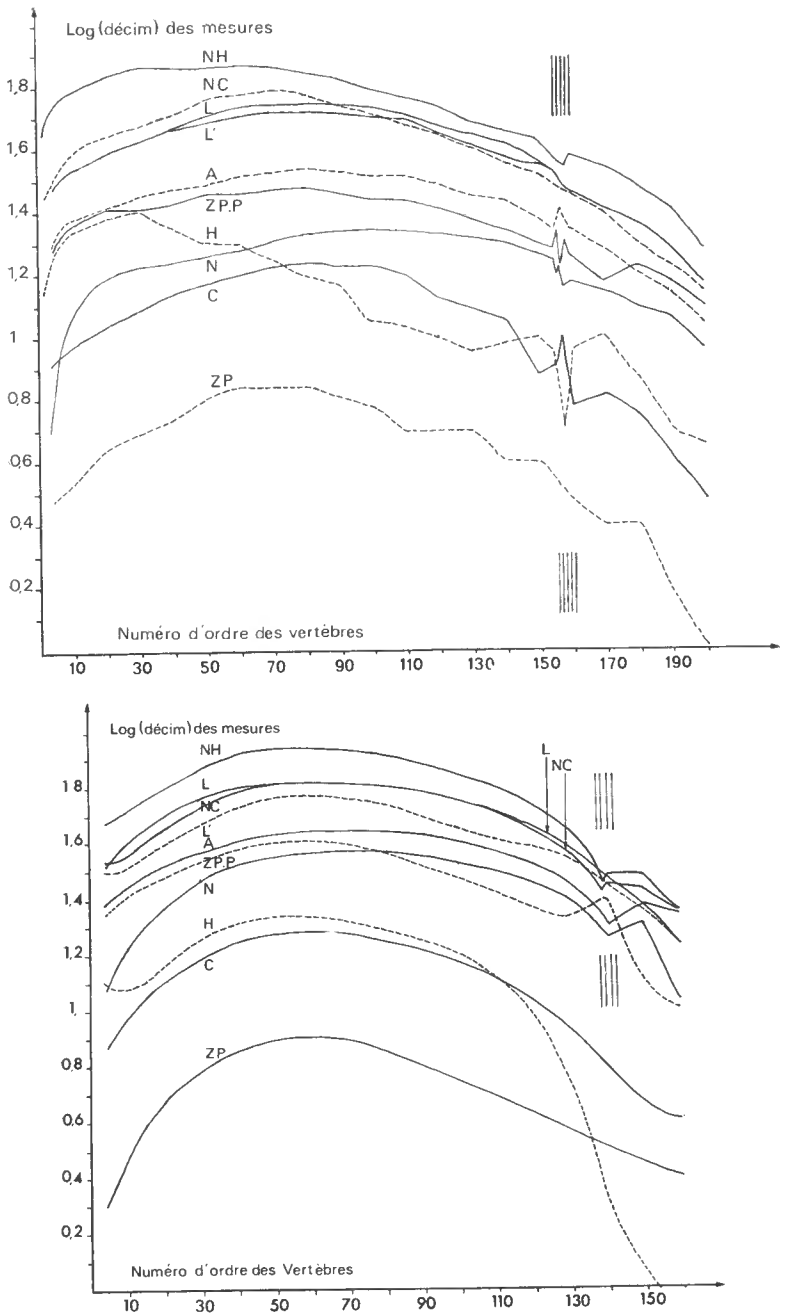 Log (décim) des mesures
NH
NC
L
L'
A
Z P. P
H
N
C
Z P
1,8
1,6
1,4
1,2
1
0,8
0,6
0,4
0,2
Numéro d'ordre des vertèbres
10 30 50 70 90 110 130 150 170 190
Log (décim) des mesures
NH
L
NC
L
NC
L'
A
ZP.P
N
H
C
ZP
1.8
1.6
1.4
1,2
1,
0,8
0,6
0,4
0,2
Numéro d'ordre des Vertèbres
10 30 50 70 90 110 130 150